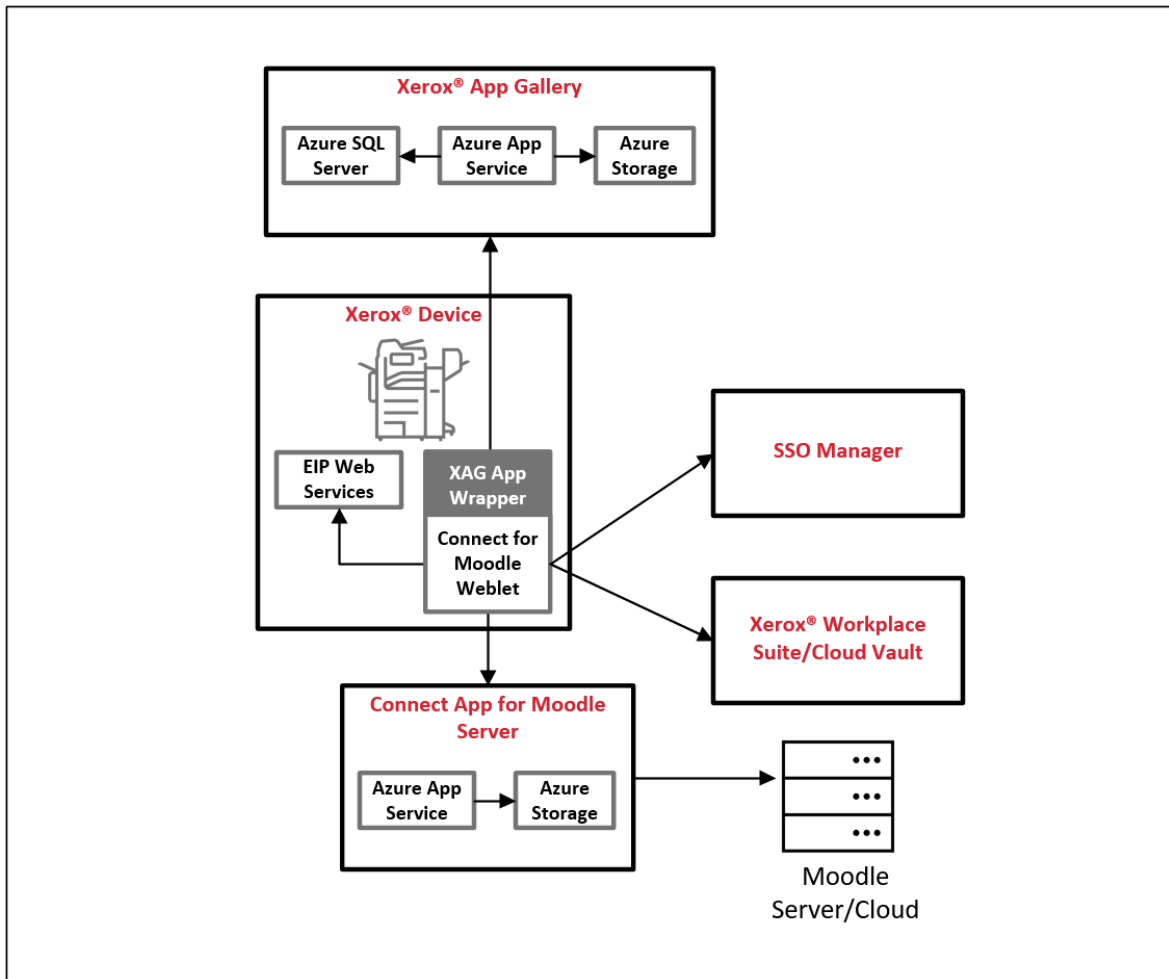 Xerox® App Gallery
Azure SQL
Server
Azure App
Service
Azure
Storage
Xerox® Device
EIP Web
Services
XAG App
Wrapper
Connect for
Moodle
Weblet
SSO Manager
Xerox® Workplace
Suite/Cloud Vault
Connect App for Moodle
Server
Azure App
Service
Azure
Storage
Moodle
Server/Cloud